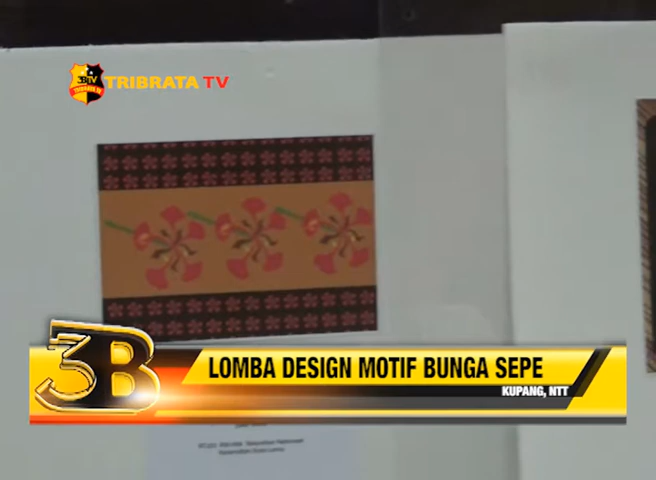 TRIBRATA TV
3B
LOMBA DESIGN MOTIF BUNGA SEPE
KUPANG, NTT